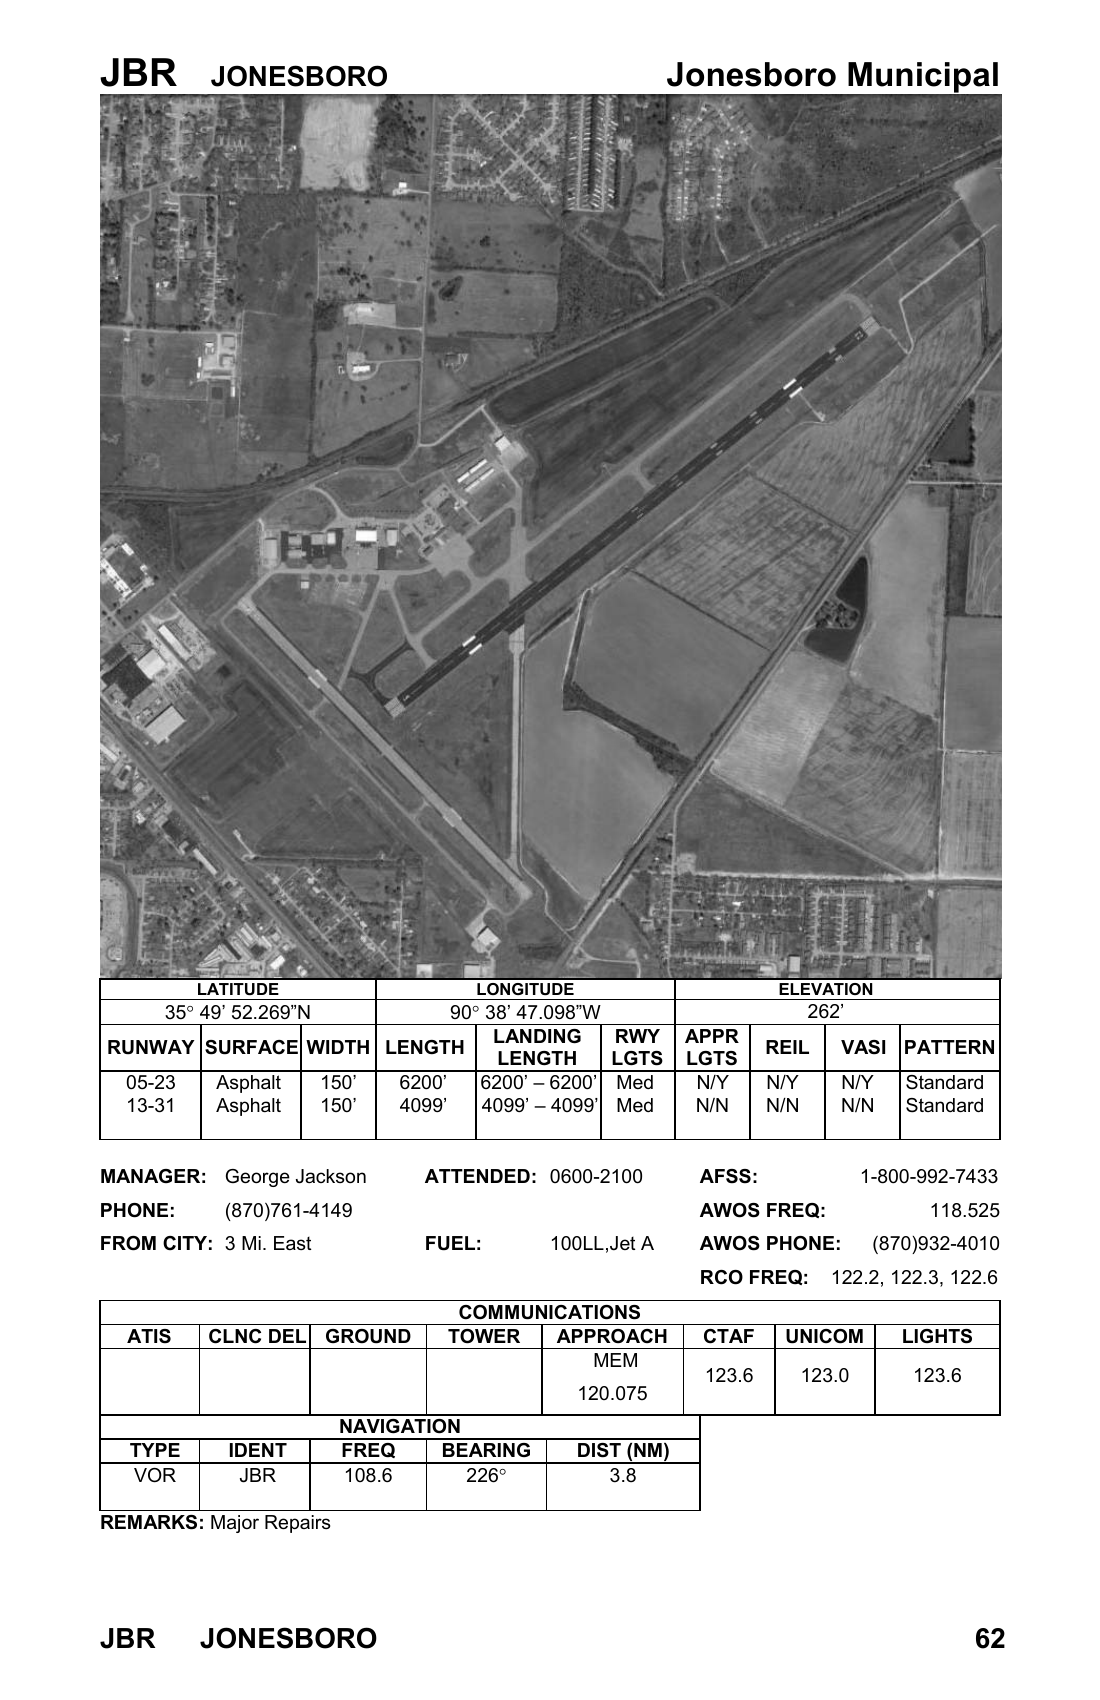 JBR JONESBORO Jonesboro Municipal
LATITUDE LONGITUDE ELEVATION
35° 49’ 52.269”N 90° 38’ 47.098”W 262’
RUNWAY SURFACE WIDTH LENGTH LANDING LENGTH RWY LGTS APPR LGTS REIL VASI PATTERN
05-23 Asphalt 150’ 6200’ 6200’ – 6200’ Med N/Y N/Y N/Y Standard
13-31 Asphalt 150’ 4099’ 4099’ – 4099’ Med N/N N/N N/N Standard
MANAGER: George Jackson ATTENDED: 0600-2100 AFSS: 1-800-992-7433
PHONE: (870)761-4149 AWOS FREQ: 118.525
FROM CITY: 3 Mi. East FUEL: 100LL,Jet A AWOS PHONE: (870)932-4010
RCO FREQ: 122.2, 122.3, 122.6
COMMUNICATIONS
ATIS CLNC DEL GROUND TOWER APPROACH CTAF UNICOM LIGHTS
MEM
120.075 123.6 123.0 123.6
NAVIGATION
TYPE IDENT FREQ BEARING DIST (NM)
VOR JBR 108.6 226° 3.8
REMARKS: Major Repairs
JBR JONESBORO 62